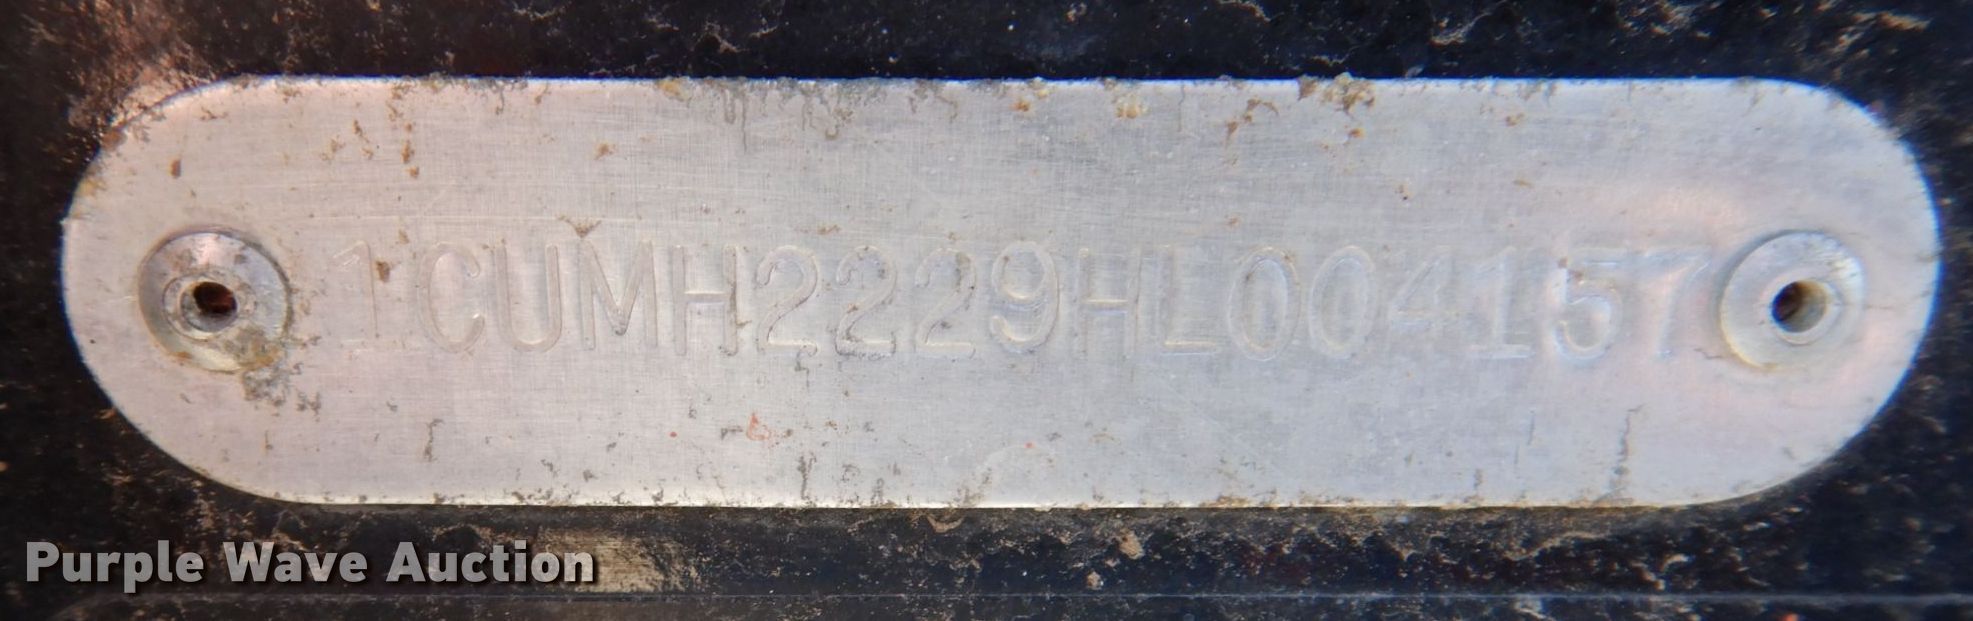 1CUMH2229HL004157
Purple Wave Auction